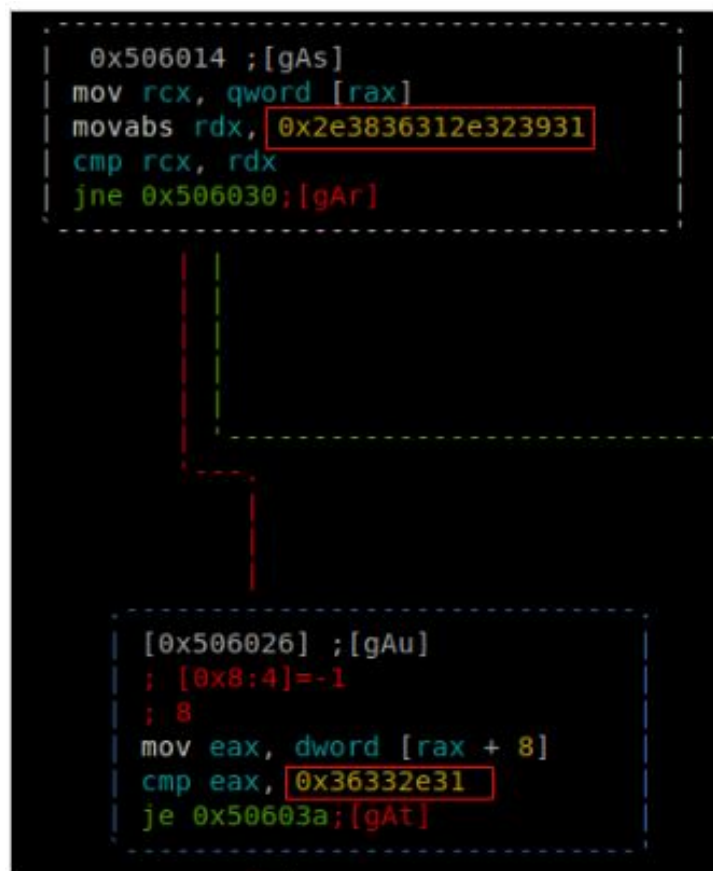 0x506014 ;[gAs]
mov rcx, qword [rax]
movabs rdx, 0x2e3836312e323931
cmp rcx, rdx
jne 0x506030;[gAr]
[0x506026] ;[gAu]
; [0x8:4]=-1
; 8
mov eax, dword [rax + 8]
cmp eax, 0x36332e31
je 0x50603a;[gAt]